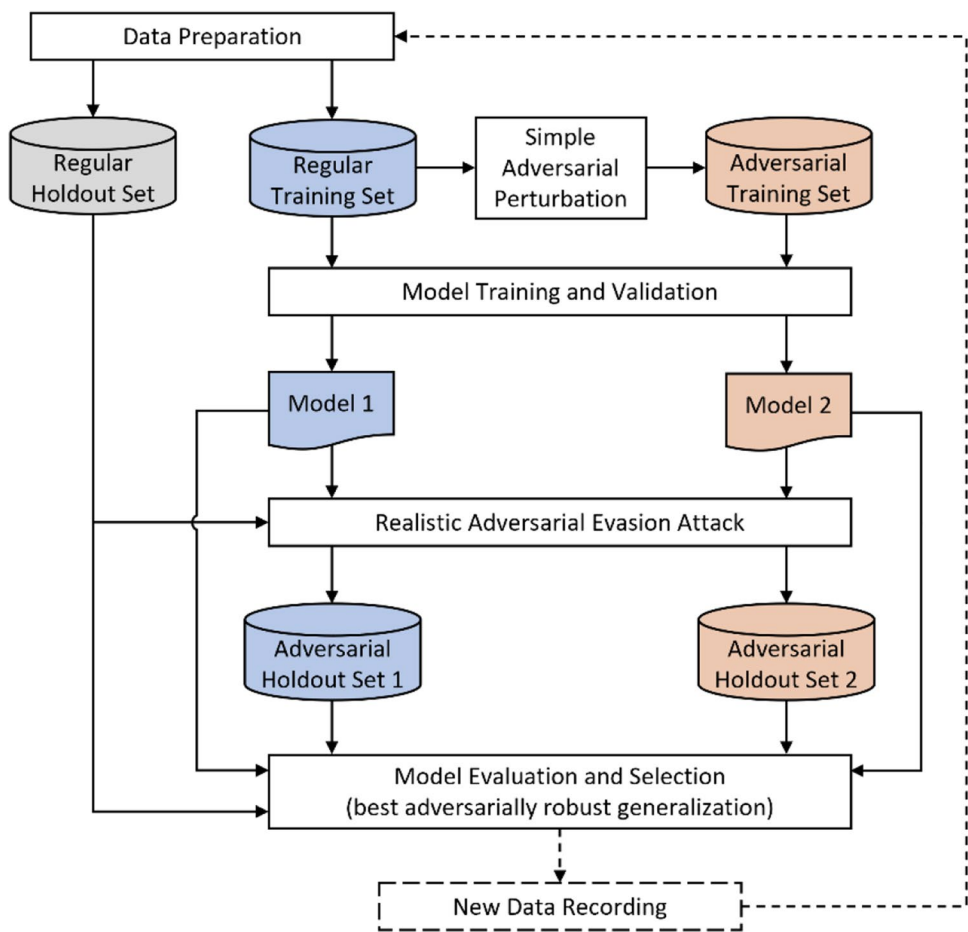 Data Preparation
Regular
Holdout Set
Regular
Training Set
Simple
Adversarial
Perturbation
Adversarial
Training Set
Model Training and Validation
Model 1
Model 2
Realistic Adversarial Evasion Attack
Adversarial
Holdout Set 1
Adversarial
Holdout Set 2
Model Evaluation and Selection
(best adversarially robust generalization)
New Data Recording